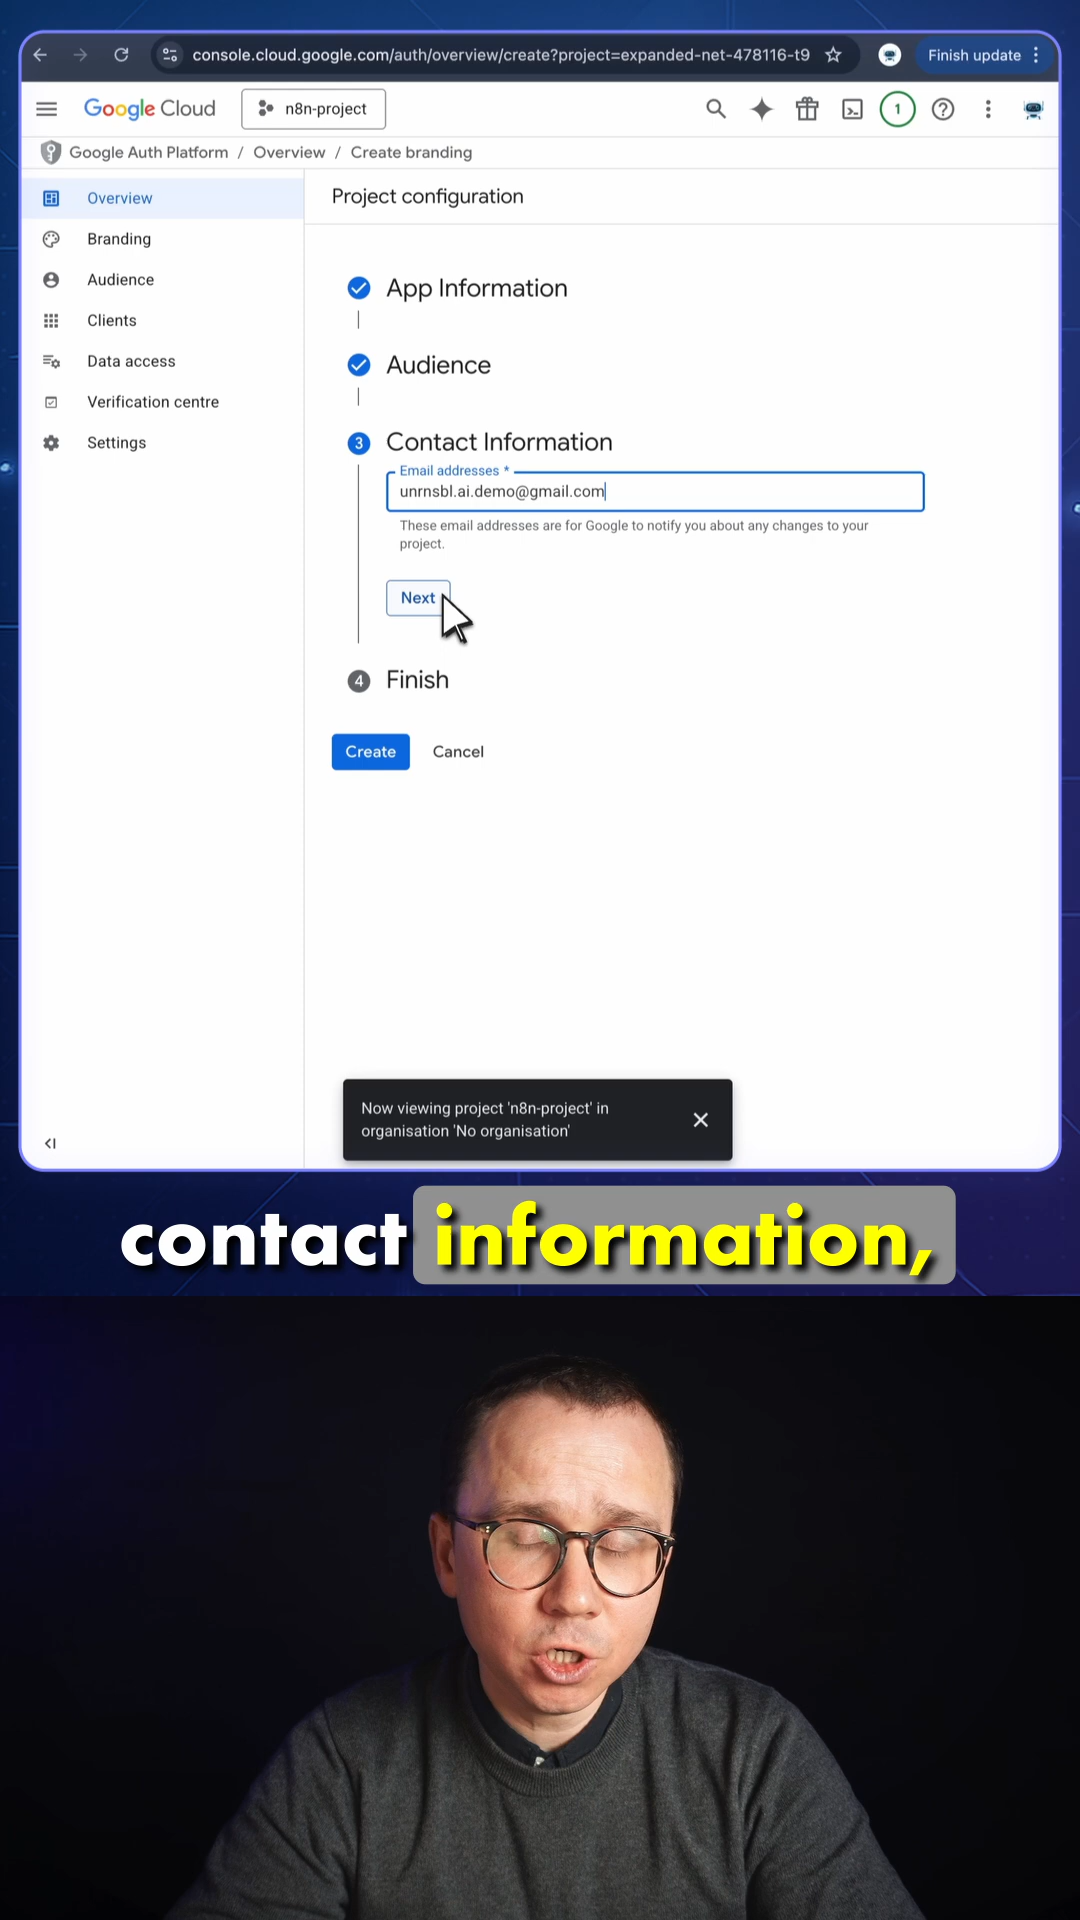 console.cloud.google.com/auth/overview/create?project=expanded-net-478116-t9
Finish update
Google Cloud
n8n-project
1
Google Auth Platform / Overview / Create branding
Overview
Branding
Audience
Clients
Data access
Verification centre
Settings
Project configuration
App Information
Audience
3 Contact Information
Email addresses *
unrnsbl.ai.demo@gmail.com
These email addresses are for Google to notify you about any changes to your
project.
Next
4 Finish
Create
Cancel
Now viewing project 'n8n-project' in
organisation 'No organisation'
contact information,